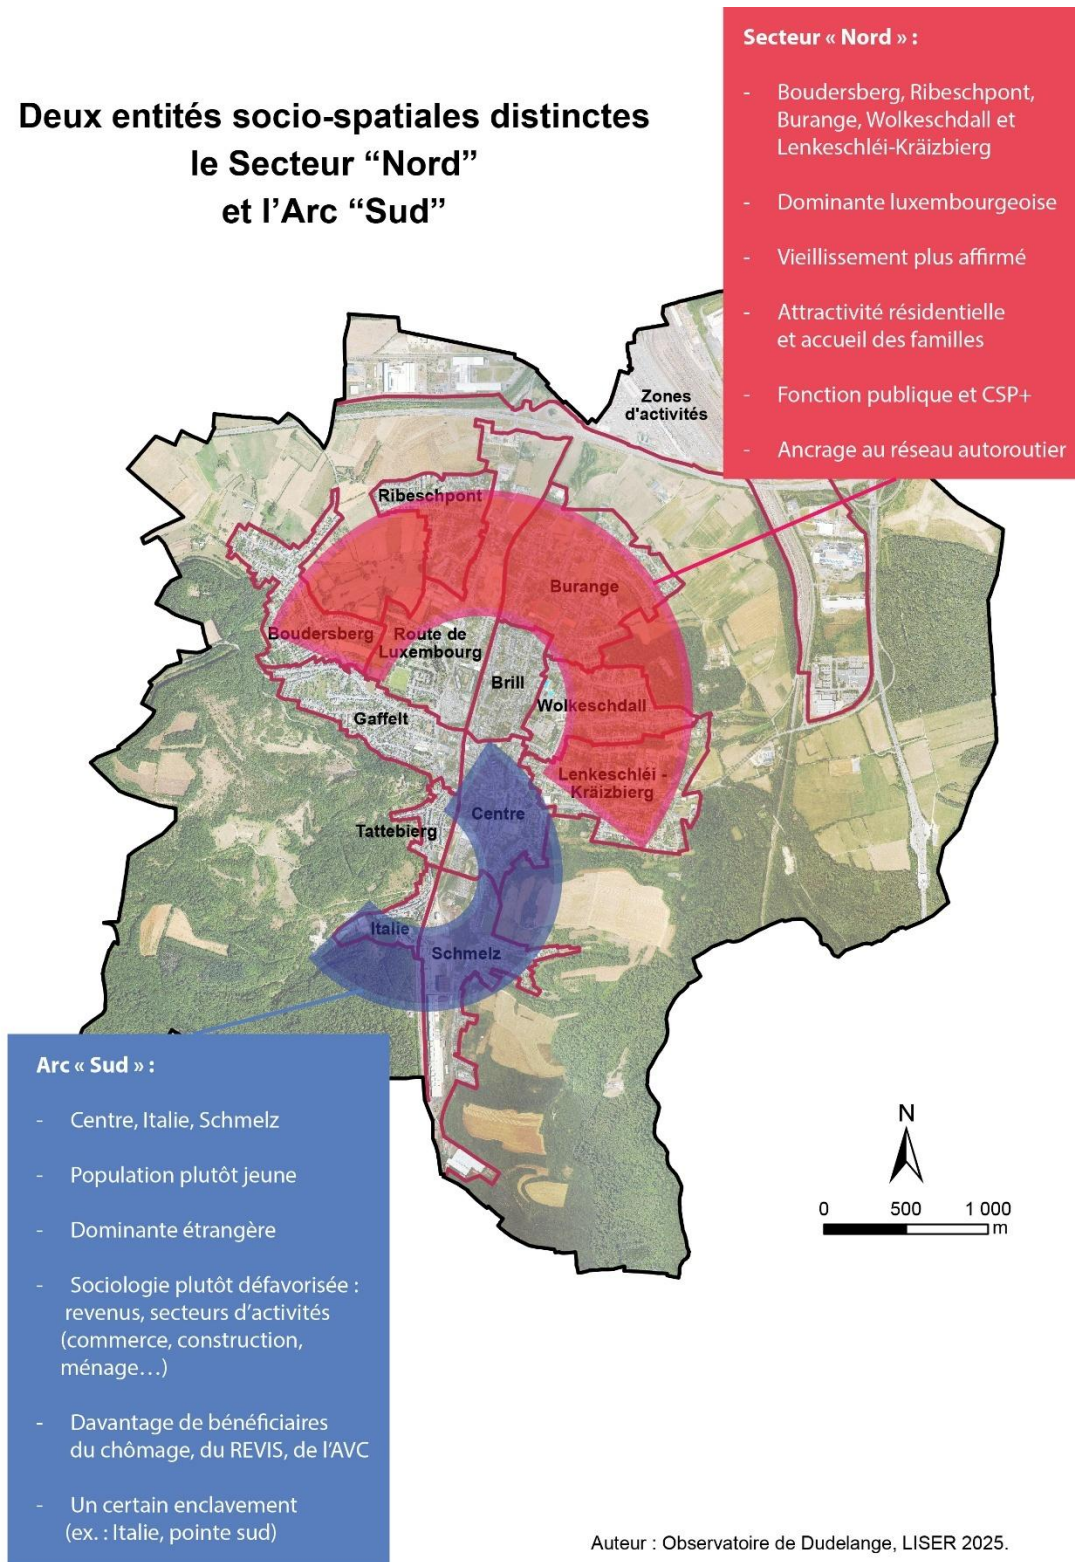 Deux entités socio-spatiales distinctes
le Secteur “Nord”
et l’Arc “Sud”
Secteur « Nord » :
- Boudersberg, Ribeschpont,
Burange, Wolkeschdall et
Lenkeschléi-Kräizbierg
- Dominante luxembourgeoise
- Vieillissement plus affirmé
- Attractivité résidentielle
et accueil des familles
- Fonction publique et CSP+
- Ancrage au réseau autoroutier
Zones
d'activités
Ribeschpont
Burange
Boudersberg
Route de
Luxembourg
Brill
Wolkeschdall
Gaffelt
Lenkeschléi -
Kräizbierg
Centre
Tattebierg
Italie
Schmelz
Arc « Sud » :
- Centre, Italie, Schmelz
- Population plutôt jeune
- Dominante étrangère
- Sociologie plutôt défavorisée :
revenus, secteurs d’activités
(commerce, construction,
ménage…)
- Davantage de bénéficiaires
du chômage, du REVIS, de l’AVC
- Un certain enclavement
(ex. : Italie, pointe sud)
N
0 500 1 000
m
Auteur : Observatoire de Dudelange, LISER 2025.